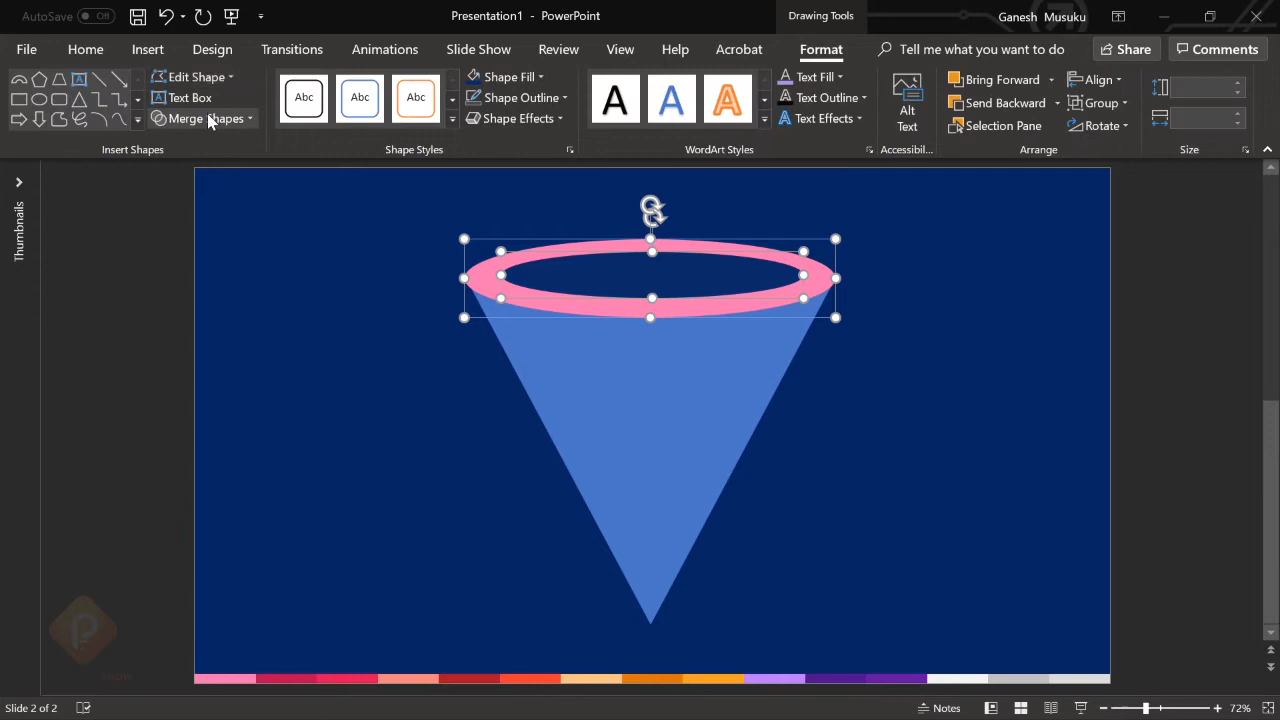 AutoSave Off
Presentation1 - PowerPoint
Drawing Tools
Ganesh Musuku
File Home Insert Design Transitions Animations Slide Show Review View Help Acrobat Format Tell me what you want to do Share Comments
Edit Shape
Text Box
Merge Shapes
Insert Shapes
Abc Abc Abc
Shape Fill
Shape Outline
Shape Effects
Shape Styles
A A A
Text Fill
Text Outline
Text Effects
WordArt Styles
Alt
Text
Accessibil...
Bring Forward
Send Backward
Selection Pane
Align
Group
Rotate
Arrange
Size
Thumbnails
Slide 2 of 2
Notes
72%